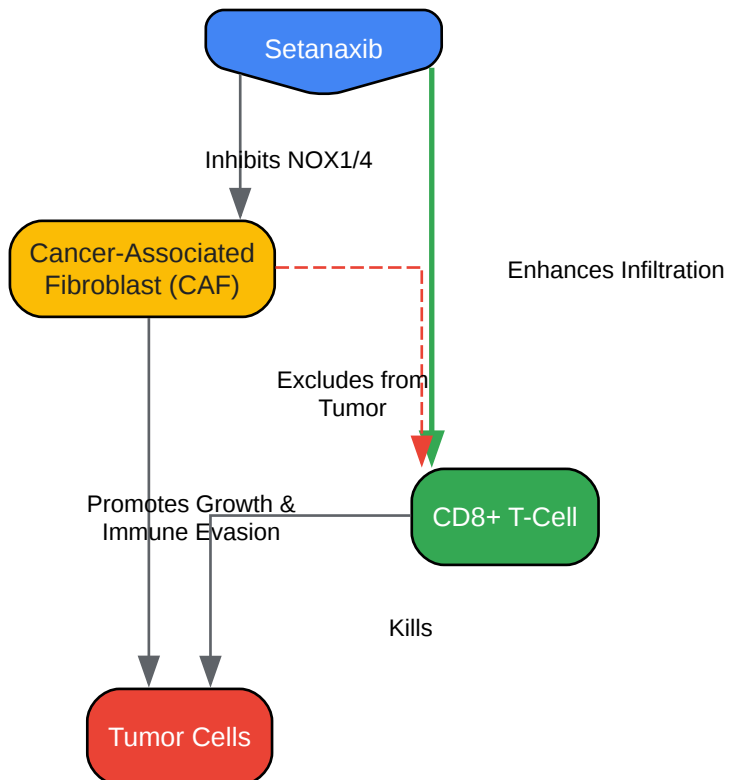 Setanaxib
Inhibits NOX1/4
Cancer-Associated
Fibroblast (CAF)
Enhances Infiltration
Excludes from
Tumor
Promotes Growth &
Immune Evasion
CD8+ T-Cell
Kills
Tumor Cells